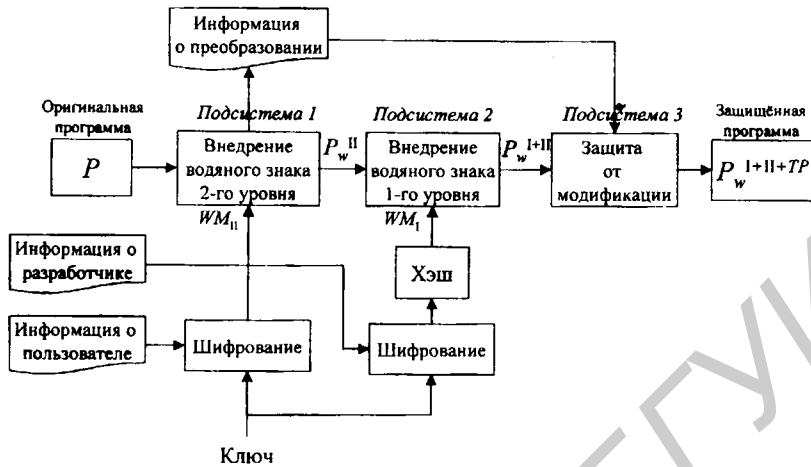 Информация
о преобразовании
Оригинальная
программа
Подсистема 1
Подсистема 2
Подсистема 3
Защищённая
программа
P
Внедрение
водяного знака
2-го уровня
P_w^II
Внедрение
водяного знака
1-го уровня
P_w^I+II
Защита
от
модификации
P_w^I+II+TP
WM_II
WM_I
Информация о
разработчике
Хэш
Информация о
пользователе
Шифрование
Шифрование
Ключ